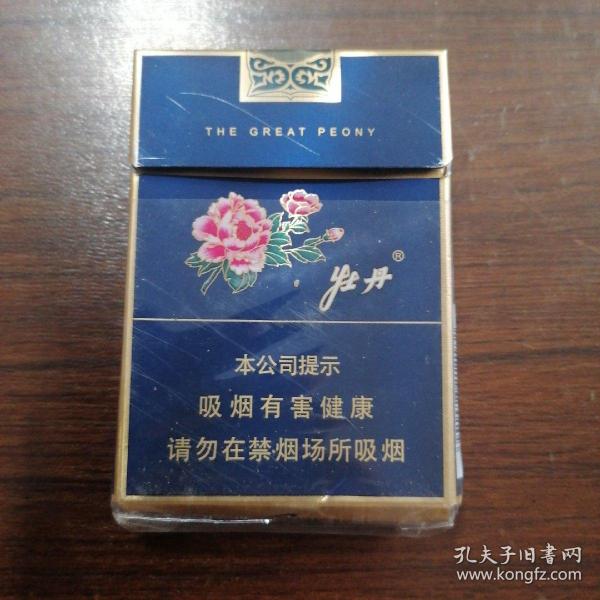 THE GREAT PEONY
牡丹®
本公司提示
吸烟有害健康
请勿在禁烟场所吸烟
孔夫子旧书网
www.kongfz.com